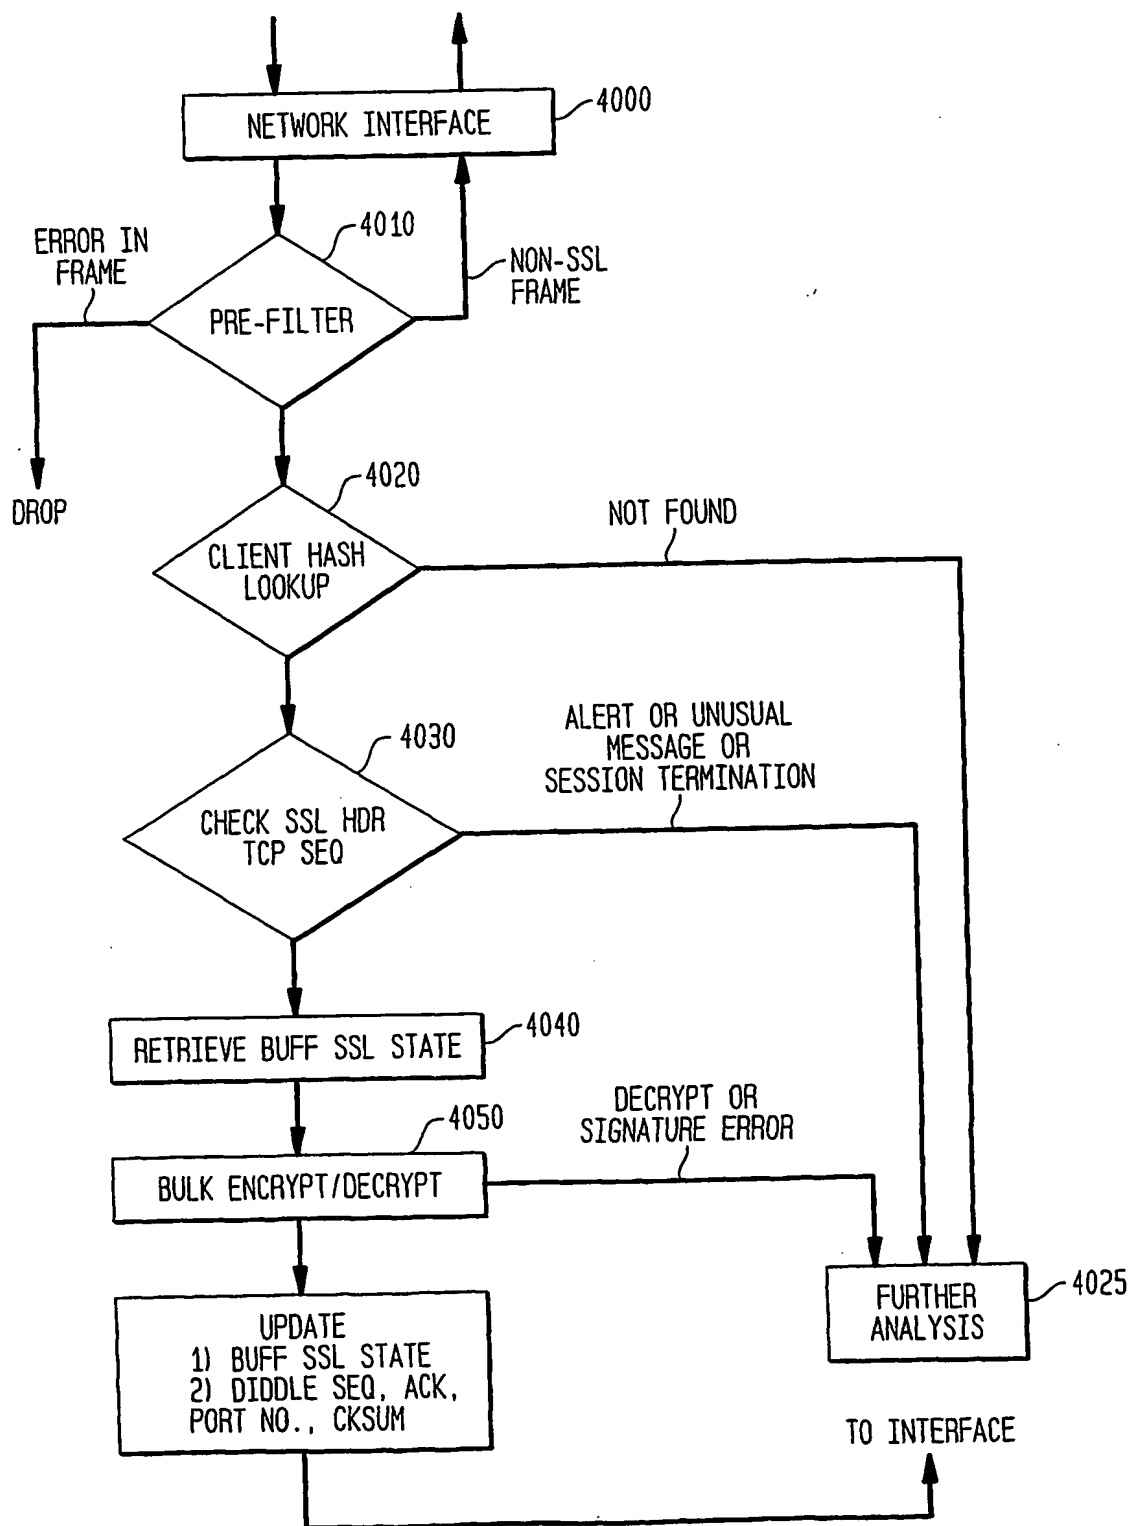 4000
NETWORK INTERFACE
4010
ERROR IN
FRAME
NON-SSL
FRAME
PRE-FILTER
4020
DROP
NOT FOUND
CLIENT HASH
LOOKUP
ALERT OR UNUSUAL
MESSAGE OR
SESSION TERMINATION
4030
CHECK SSL HDR
TCP SEQ
4040
RETRIEVE BUFF SSL STATE
DECRYPT OR
SIGNATURE ERROR
4050
BULK ENCRYPT/DECRYPT
4025
FURTHER
ANALYSIS
UPDATE
1) BUFF SSL STATE
2) DIDDLE SEQ, ACK,
PORT NO., CKSUM
TO INTERFACE